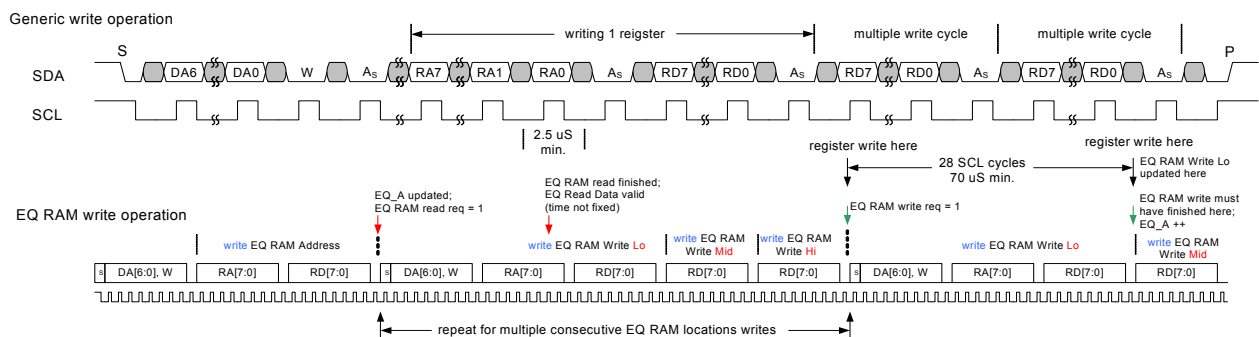 Generic write operation
writing 1 reigster
multiple write cycle
multiple write cycle
S
P
SDA
DA6
DA0
W
As
RA7
RA1
RA0
As
RD7
RD0
As
RD7
RD0
As
RD7
RD0
As
SCL
2.5 uS
min.
register write here
register write here
28 SCL cycles
70 uS min.
EQ RAM Write Lo
updated here
EQ_A updated;
EQ RAM read req = 1
EQ RAM read finished;
EQ Read Data valid
(time not fixed)
EQ RAM write req = 1
EQ RAM write must
have finished here;
EQ_A ++
EQ RAM write operation
write EQ RAM Address
write EQ RAM Write Lo
write EQ RAM
Write Mid
write EQ RAM
Write Hi
write EQ RAM Write Lo
write EQ RAM
Write Mid
s
DA[6:0], W
RA[7:0]
RD[7:0]
s
DA[6:0], W
RA[7:0]
RD[7:0]
RD[7:0]
RD[7:0]
s
DA[6:0], W
RA[7:0]
RD[7:0]
RD[7:0]
repeat for multiple consecutive EQ RAM locations writes